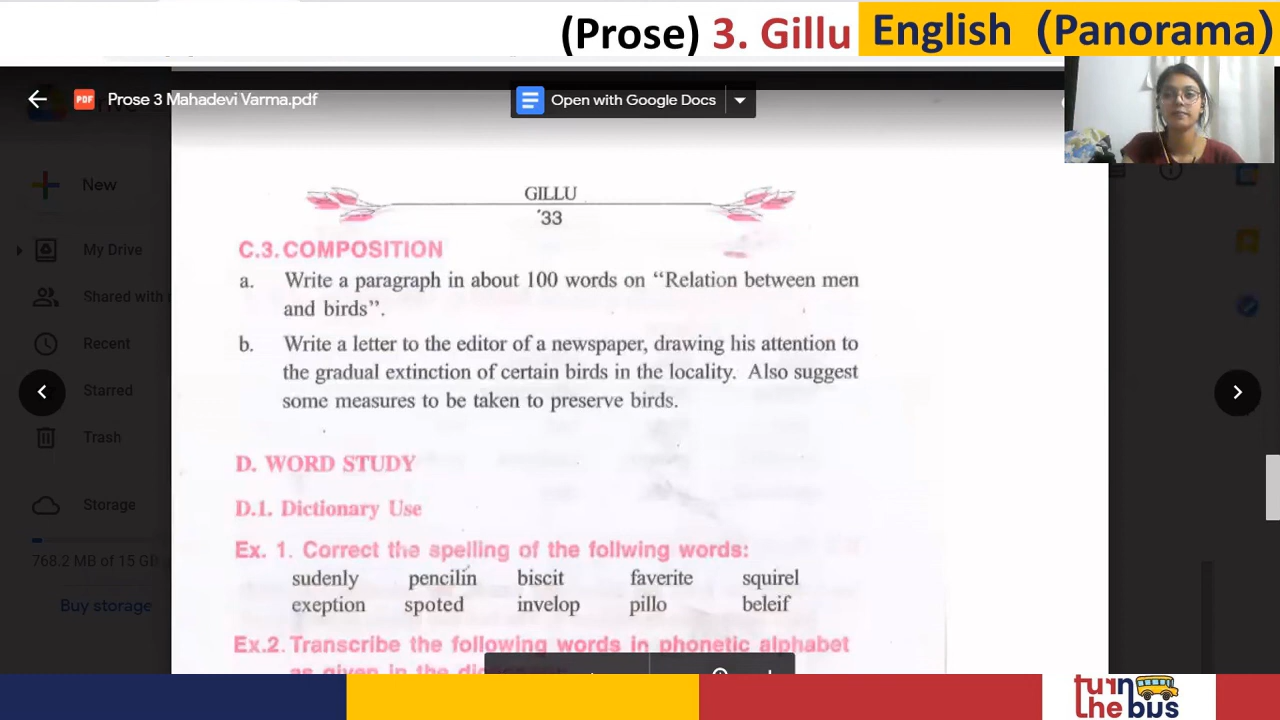 (Prose) 3. Gillu English (Panorama)
PDF Prose 3 Mahadevi Varma.pdf
Open with Google Docs
New
My Drive
Shared with
Recent
Starred
Trash
Storage
768.2 MB of 15 G
Buy storage
GILLU
33
C.3. COMPOSITION
a. Write a paragraph in about 100 words on “Relation between men
and birds”.
b. Write a letter to the editor of a newspaper, drawing his attention to
the gradual extinction of certain birds in the locality. Also suggest
some measures to be taken to preserve birds.
D. WORD STUDY
D.1. Dictionary Use
Ex. 1. Correct the spelling of the follwing words:
sudenly pencilin biscit faverite squirel
exeption spoted invelop pillo beleif
Ex.2. Transcribe the following words in phonetic alphabet
as given in the
turn
the bus